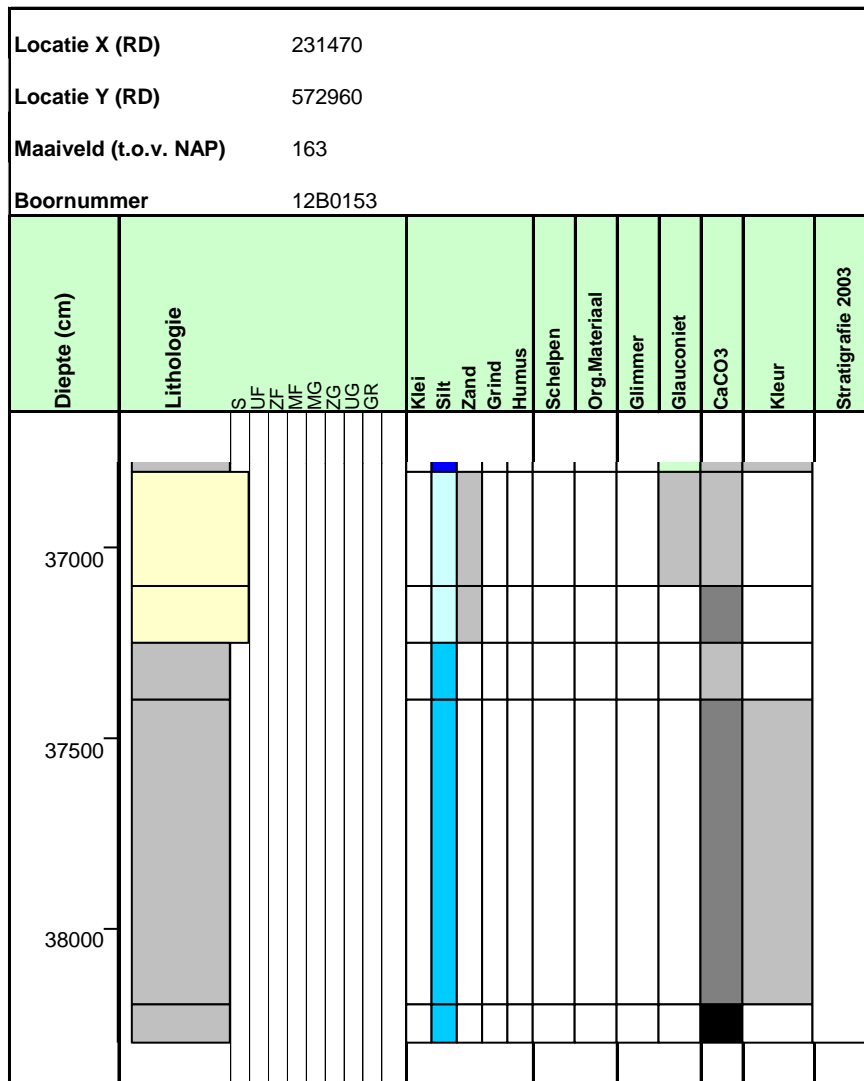 Locatie X (RD) 231470
Locatie Y (RD) 572960
Maaiveld (t.o.v. NAP) 163
Boornummer 12B0153
Diepte (cm) Lithologie S UF ZF MF MG ZG UG GR Klei Silt Zand Grind Humus Schelpen Org.Materiaal Glimmer Glauconiet CaCO3 Kleur Stratigrafie 2003
37000
37500
38000